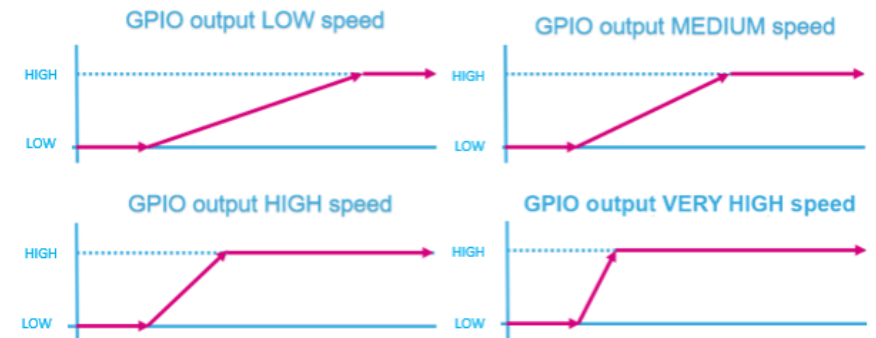 GPIO output LOW speed
HIGH
LOW
GPIO output MEDIUM speed
HIGH
LOW
GPIO output HIGH speed
HIGH
LOW
GPIO output VERY HIGH speed
HIGH
LOW